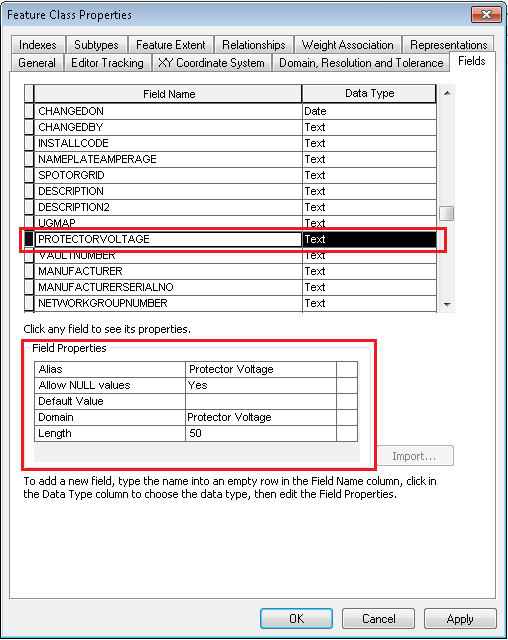 Feature Class Properties
Indexes Subtypes Feature Extent Relationships Weight Association Representations
General Editor Tracking XY Coordinate System Domain, Resolution and Tolerance Fields
Field Name Data Type
CHANGEDON Date
CHANGEDBY Text
INSTALLCODE Text
NAMEPLATEAMPERAGE Text
SPOTORGRID Text
DESCRIPTION Text
DESCRIPTION2 Text
UGMAP Text
PROTECTORVOLTAGE Text
VAULTNUMBER Text
MANUFACTURER Text
MANUFACTURERSERIALNO Text
NETWORKGROUPNUMBER Text
Click any field to see its properties.
Field Properties
Alias Protector Voltage
Allow NULL values Yes
Default Value
Domain Protector Voltage
Length 50
Import...
To add a new field, type the name into an empty row in the Field Name column, click in
the Data Type column to choose the data type, then edit the Field Properties.
OK Cancel Apply